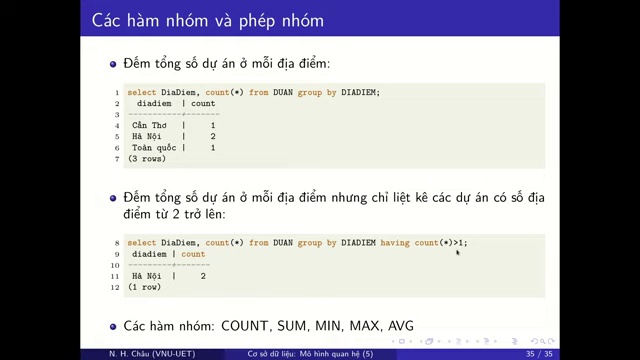 Các hàm nhóm và phép nhóm
Đếm tổng số dự án ở mỗi địa điểm:
1 select DiaDiem, count(*) from DUAN group by DIADIEM;
2 diadiem | count
3 -----------+-------
4 Cần Thơ | 1
5 Hà Nội | 2
6 Toàn quốc | 1
7 (3 rows)
Đếm tổng số dự án ở mỗi địa điểm nhưng chỉ liệt kê các dự án có số địa
điểm từ 2 trở lên:
8 select DiaDiem, count(*) from DUAN group by DIADIEM having count(*)>1;
9 diadiem | count
10 ---------+-------
11 Hà Nội | 2
12 (1 row)
Các hàm nhóm: COUNT, SUM, MIN, MAX, AVG
N. H. Châu (VNU-UET) Cơ sở dữ liệu: Mô hình quan hệ (5) 35 / 35